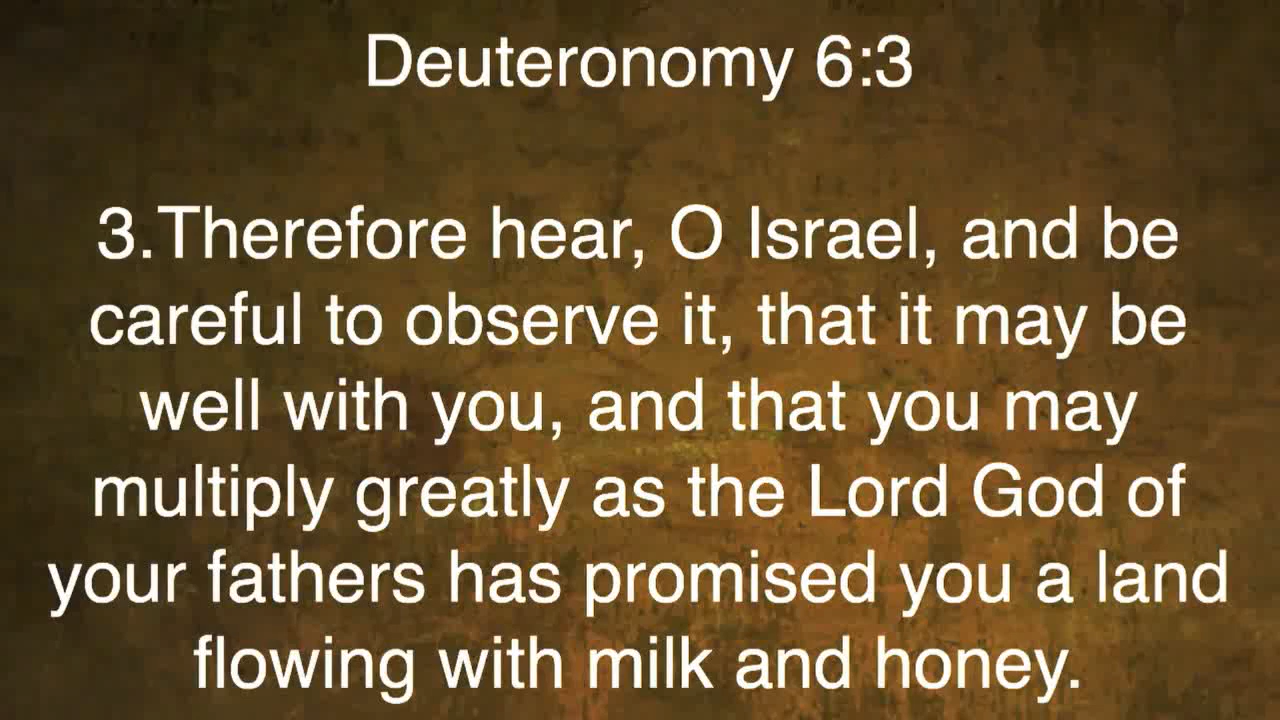 Deuteronomy 6:3
3.Therefore hear, O Israel, and be
careful to observe it, that it may be
well with you, and that you may
multiply greatly as the Lord God of
your fathers has promised you a land
flowing with milk and honey.